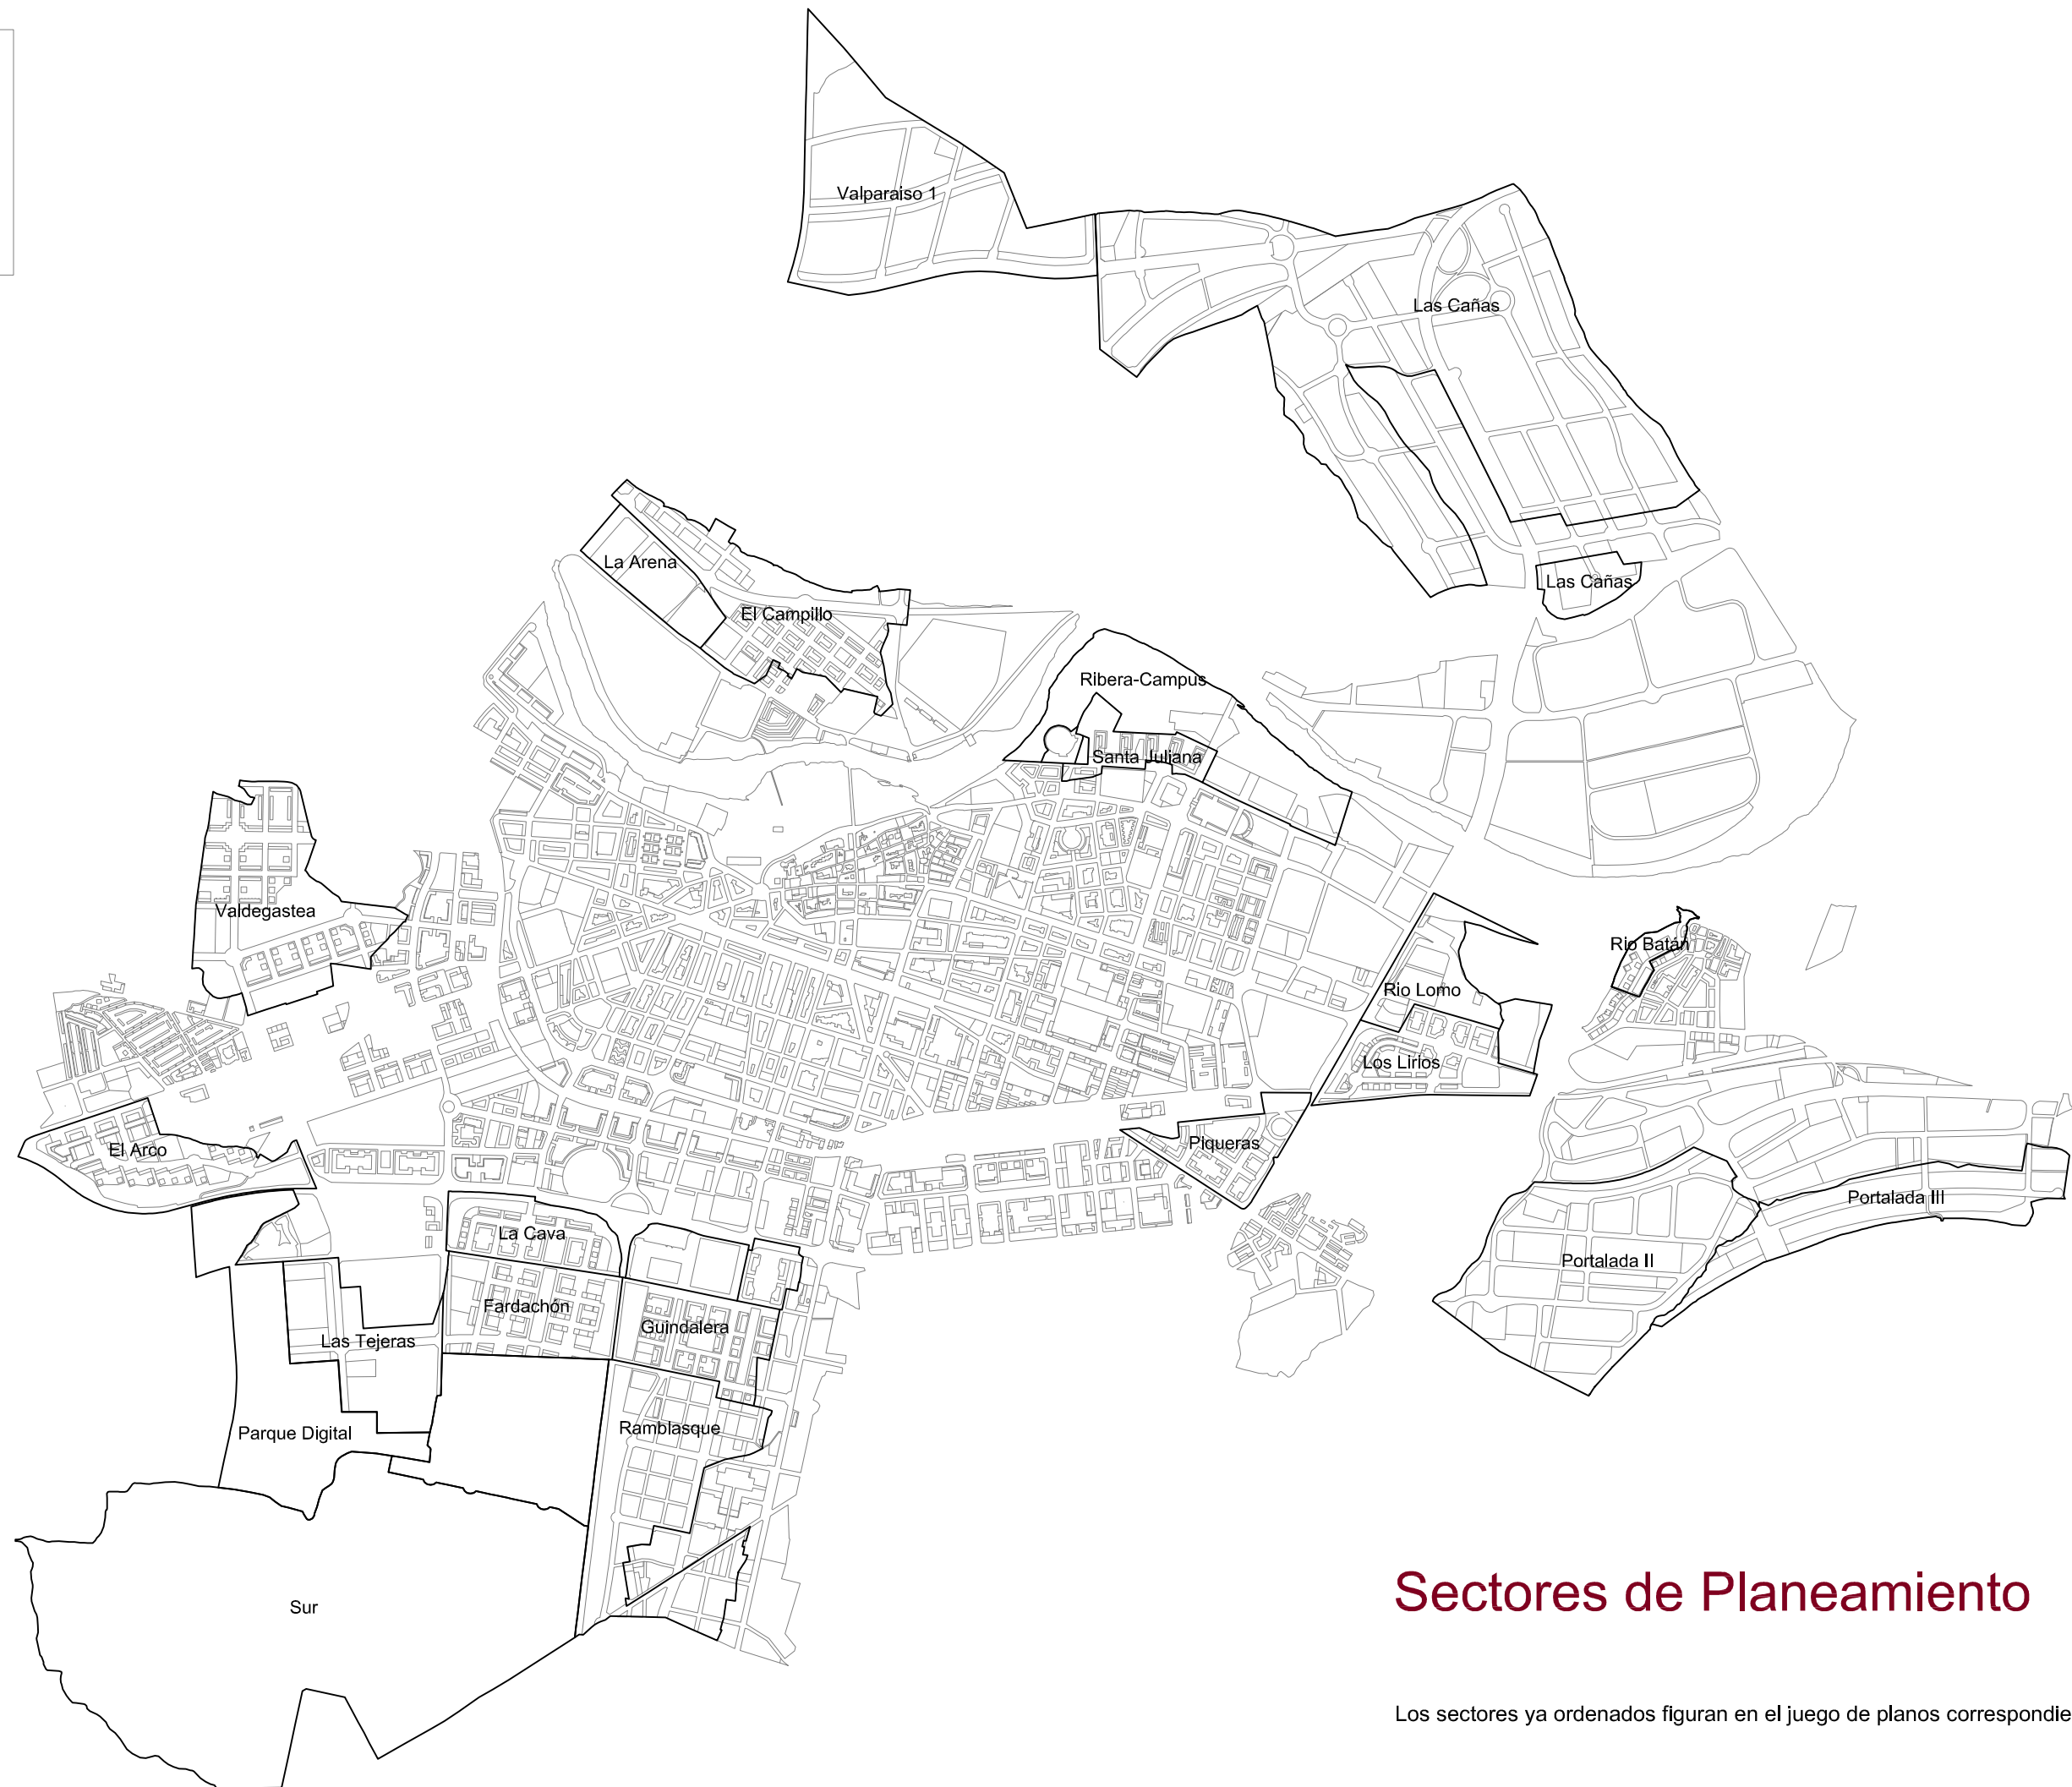 Valparaiso 1
Las Cañas
La Arena
Las Cañas
El Campillo
Ribera-Campus
Santa Juliana
Valdegastea
Rio Batán
Rio Lomo
Los Lirios
El Arco
Piqueras
Portalada III
La Cava
Portalada II
Fardachón
Guindalera
Las Tejeras
Ramblasque
Parque Digital
Sur
Sectores de Planeamiento
Los sectores ya ordenados figuran en el juego de planos correspondie